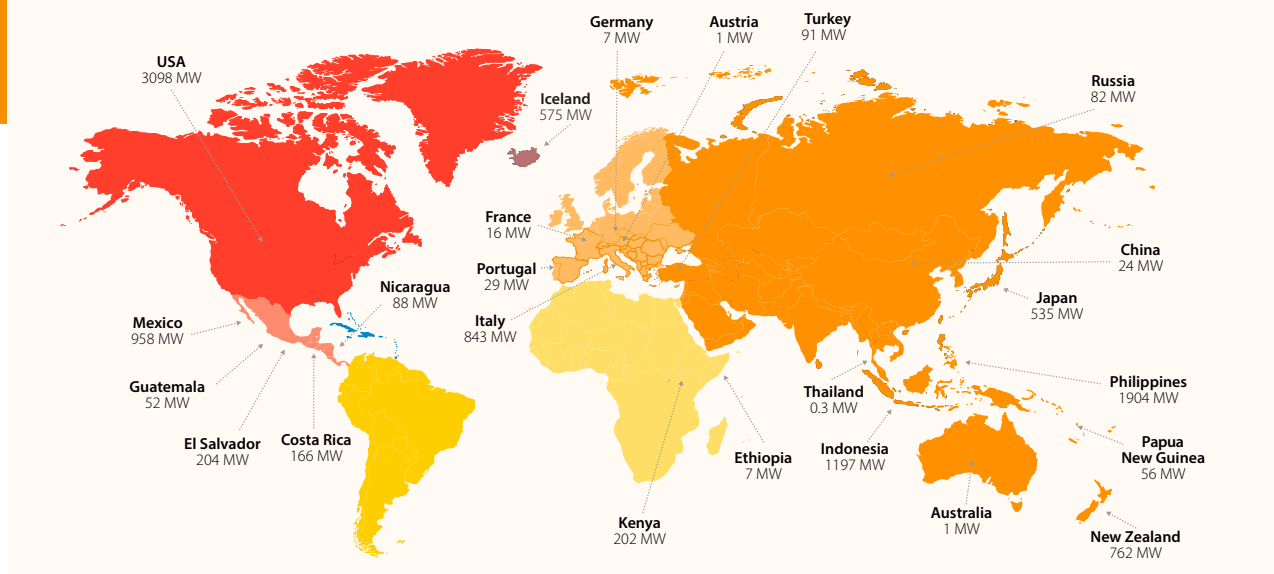 Germany
7 MW
Austria
1 MW
Turkey
91 MW
USA
3098 MW
Iceland
575 MW
Russia
82 MW
France
16 MW
China
24 MW
Portugal
29 MW
Nicaragua
88 MW
Japan
535 MW
Mexico
958 MW
Italy
843 MW
Guatemala
52 MW
Thailand
0.3 MW
Philippines
1904 MW
El Salvador
204 MW
Costa Rica
166 MW
Ethiopia
7 MW
Indonesia
1197 MW
Papua
New Guinea
56 MW
Kenya
202 MW
Australia
1 MW
New Zealand
762 MW